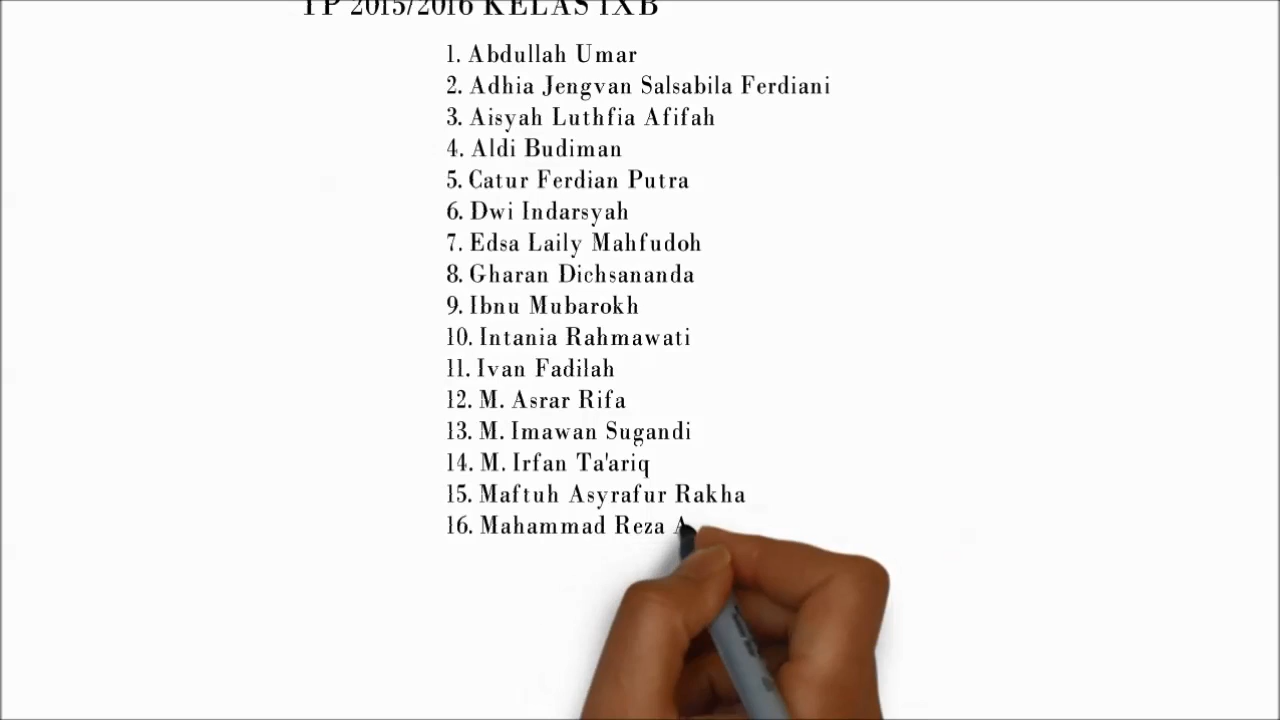 TP 2015/2016 KELAS IXB
1. Abdullah Umar
2. Adhia Jengvan Salsabila Ferdiani
3. Aisyah Luthfia Afifah
4. Aldi Budiman
5. Catur Ferdian Putra
6. Dwi Indarsyah
7. Edsa Laily Mahfudoh
8. Gharan Dichsananda
9. Ibnu Mubarokh
10. Intania Rahmawati
11. Ivan Fadilah
12. M. Asrar Rifa
13. M. Imawan Sugandi
14. M. Irfan Ta'ariq
15. Maftuh Asyrafur Rakha
16. Mahammad Reza